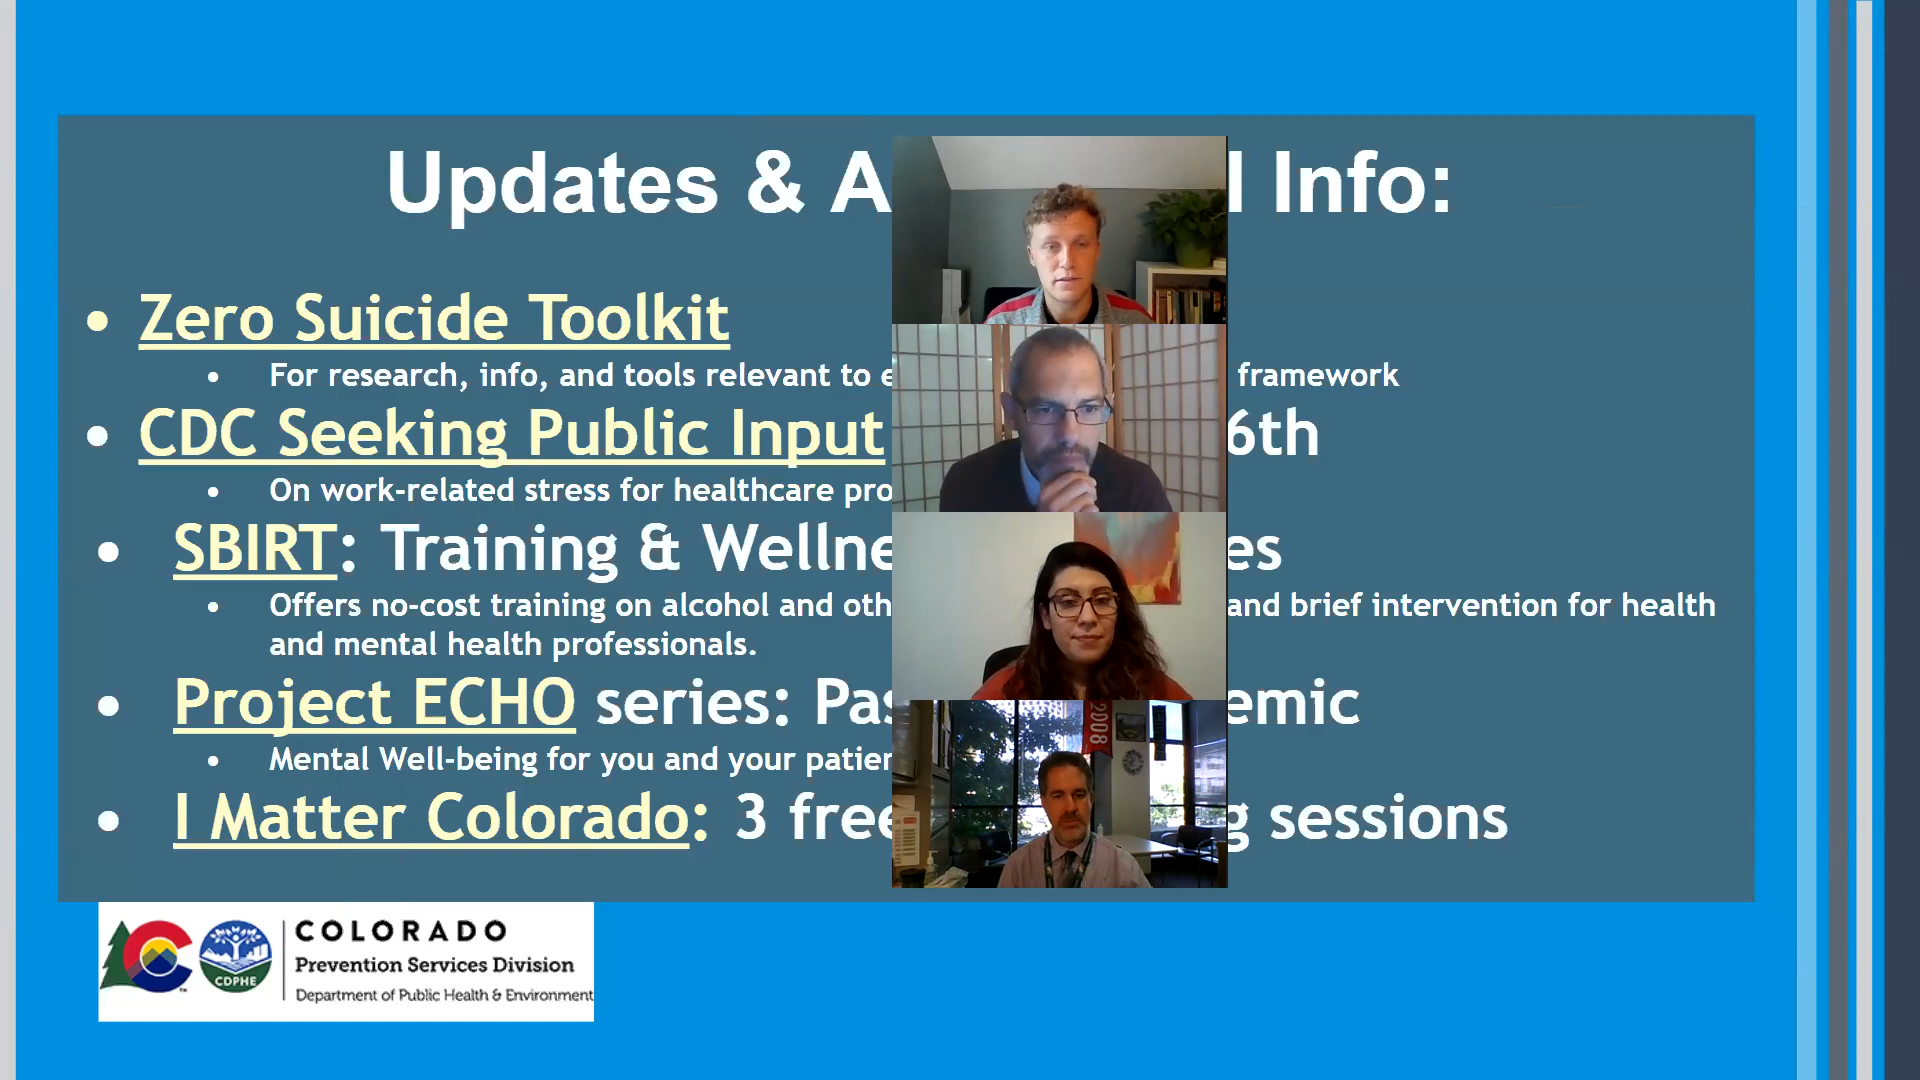 Updates & A l Info:
• Zero Suicide Toolkit
• For research, info, and tools relevant to e framework
• CDC Seeking Public Input 6th
• On work-related stress for healthcare pro
• SBIRT: Training & Wellne es
• Offers no-cost training on alcohol and oth and brief intervention for health
and mental health professionals.
• Project ECHO series: Pas emic
• Mental Well-being for you and your patien
• I Matter Colorado: 3 free g sessions
2008
COLORADO
Prevention Services Division
Department of Public Health & Environment
CDPHE